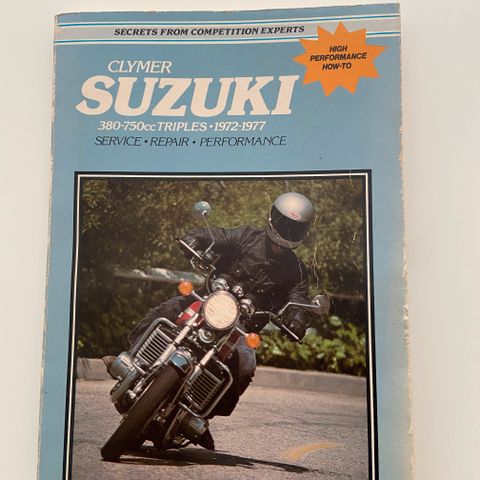 SECRETS FROM COMPETITION EXPERTS
HIGH
PERFORMANCE
HOW-TO
CLYMER
SUZUKI
380-750cc TRIPLES • 1972-1977
SERVICE • REPAIR • PERFORMANCE